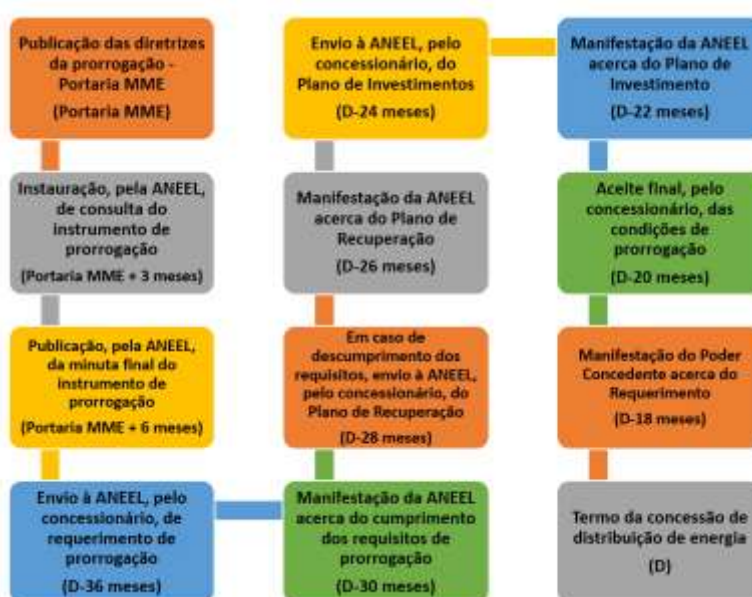 Publicação das diretrizes
da prorrogação -
Portaria MME
(Portaria MME)
Instauração, pela ANEEL,
de consulta do
instrumento de
prorrogação
(Portaria MME + 3 meses)
Publicação, pela ANEEL,
da minuta final do
instrumento de
prorrogação
(Portaria MME + 6 meses)
Envio à ANEEL, pelo
concessionário, de
requerimento de
prorrogação
(D-36 meses)
Manifestação da ANEEL
acerca do cumprimento
dos requisitos de
prorrogação
(D-30 meses)
Em caso de
descumprimento dos
requisitos, envio à ANEEL,
pelo concessionário, do
Plano de Recuperação
(D-28 meses)
Manifestação da ANEEL
acerca do Plano de
Recuperação
(D-26 meses)
Envio à ANEEL, pelo
concessionário, do
Plano de Investimentos
(D-24 meses)
Manifestação da ANEEL
acerca do Plano de
Investimento
(D-22 meses)
Aceite final, pelo
concessionário, das
condições de
prorrogação
(D-20 meses)
Manifestação do Poder
Concedente acerca do
Requerimento
(D-18 meses)
Termo da concessão de
distribuição de energia
(D)